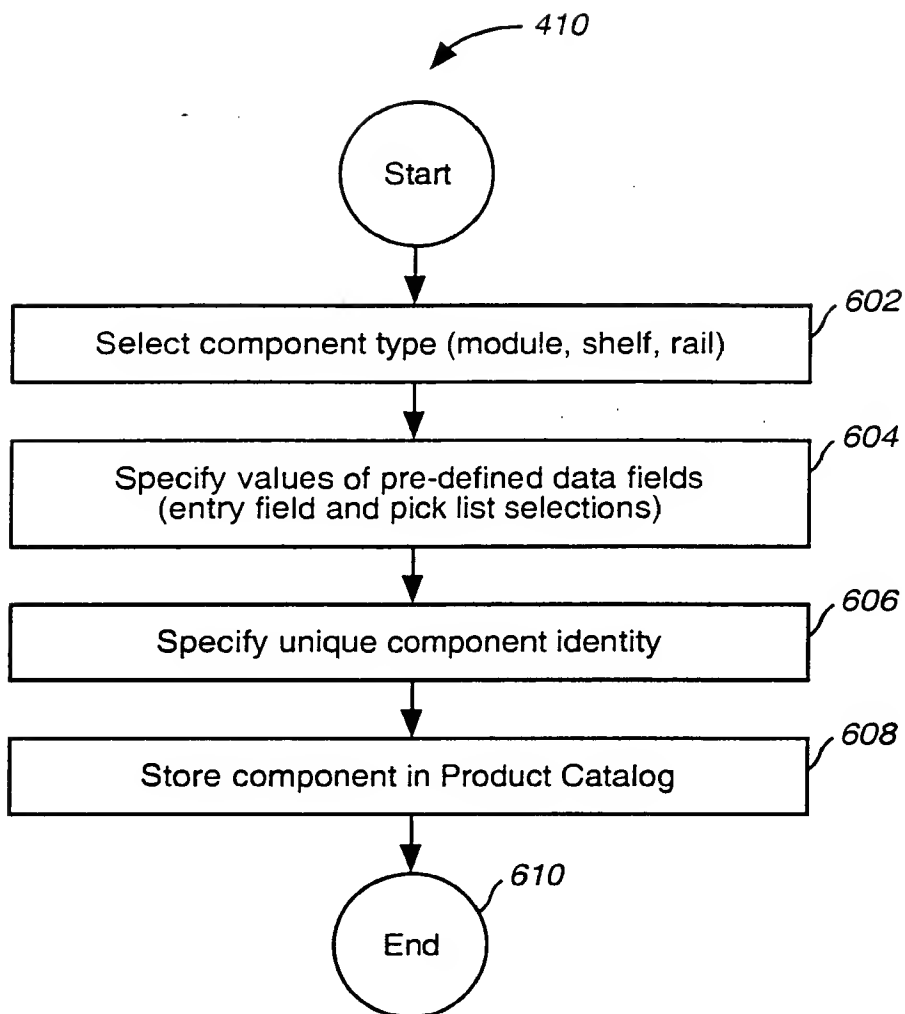 410
Start
602
Select component type (module, shelf, rail)
604
Specify values of pre-defined data fields
(entry field and pick list selections)
606
Specify unique component identity
608
Store component in Product Catalog
610
End